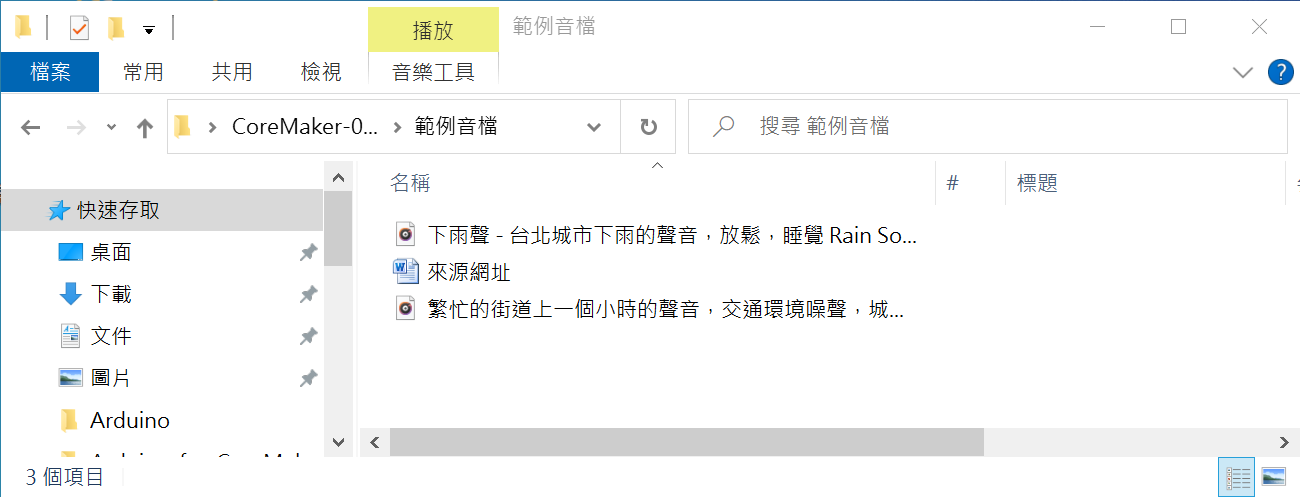 播放 範例音檔
檔案 常用 共用 檢視 音樂工具
CoreMaker-0... 範例音檔 搜尋 範例音檔
名稱 # 標題
快速存取
桌面
下載
文件
圖片
Arduino
下雨聲 - 台北城市下雨的聲音，放鬆，睡覺 Rain So...
來源網址
繁忙的街道上一個小時的聲音，交通環境噪聲，城...
3 個項目